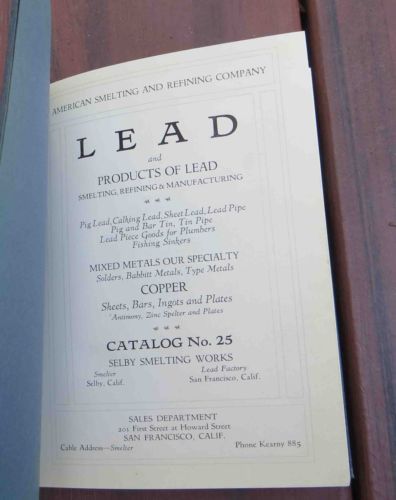 AMERICAN SMELTING AND REFINING COMPANY
LEAD
and
PRODUCTS OF LEAD
SMELTING, REFINING & MANUFACTURING
Pig Lead, Calking Lead, Sheet Lead, Lead Pipe
Pig and Bar Tin, Tin Pipe
Lead Piece Goods for Plumbers
Fishing Sinkers
MIXED METALS OUR SPECIALTY
Solders, Babbitt Metals, Type Metals
COPPER
Sheets, Bars, Ingots and Plates
Antimony, Zinc Spelter and Plates
CATALOG No. 25
SELBY SMELTING WORKS
Smelter Lead Factory
Selby, Calif. San Francisco, Calif.
SALES DEPARTMENT
201 First Street at Howard Street
SAN FRANCISCO, CALIF.
Cable Address—Smelter Phone Kearny 885